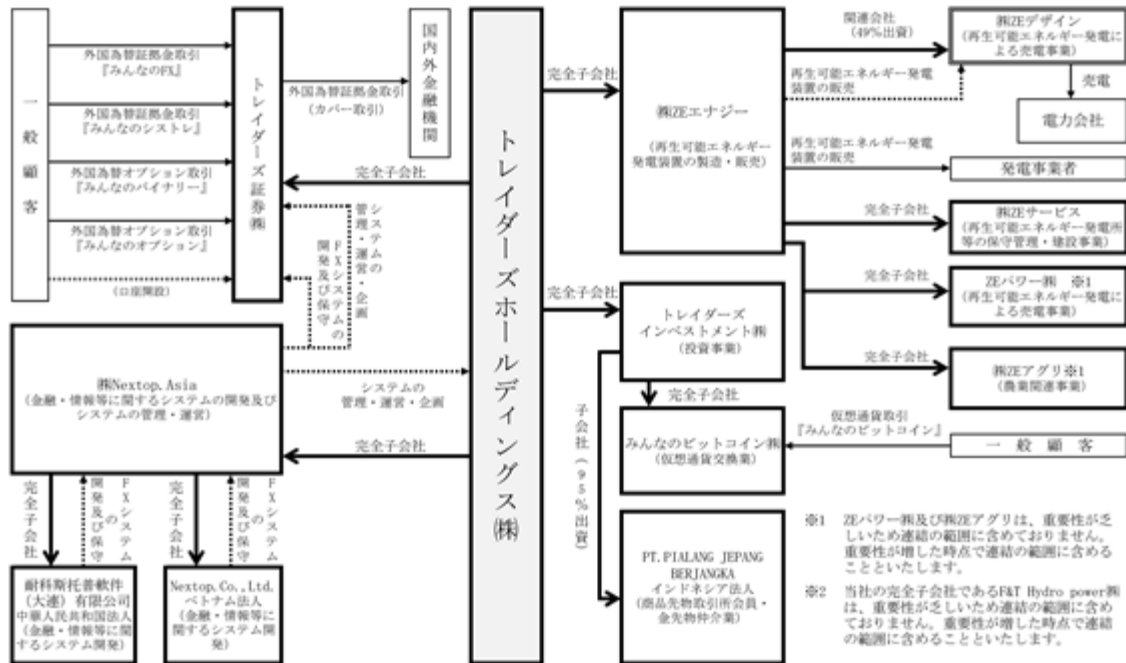 一般顧客
外国為替証拠金取引
『みんなのFX』
外国為替証拠金取引
『みんなのシストレ』
外国為替オプション取引
『みんなのバイナリー』
外国為替オプション取引
『みんなのオプション』
(口座開設)
トレイダーズ証券㈱
外国為替証拠金取引
(カバー取引)
国内外金融機関
完全子会社
システムの
管理・運営・企画
FXシステムの
開発及び保守
㈱Nextop.Asia
(金融・情報等に関するシステムの開発及び
システムの管理・運営)
システムの
管理・運営・企画
完全子会社
完全子会社
FXシステム
の
開発及び保守
完全子会社
FXシステム
の
開発及び保守
耐科斯托普軟件
(大連)有限公司
中華人民共和国法人
(金融・情報等に関
するシステム開発)
Nextop.Co.,Ltd.
ベトナム法人
(金融・情報等に
関するシステム開
発)
トレイダーズホールディングス㈱
完全子会社
㈱ZEエナジー
(再生可能エネルギー
発電装置の製造・販売)
関連会社
(49%出資)
再生可能エネルギー発電
装置の販売
㈱ZEデザイン
(再生可能エネルギー発電に
よる売電事業)
売電
電力会社
再生可能エネルギー発電
装置の販売
発電事業者
完全子会社
㈱ZEサービス
(再生可能エネルギー発電所
等の保守管理・建設事業)
完全子会社
ZEパワー㈱ ※1
(再生可能エネルギー発電に
よる売電事業)
完全子会社
㈱ZEアグリ※1
(農業関連事業)
完全子会社
トレイダーズ
インベストメント㈱
(投資事業)
完全子会社
子会社(95%出資)
みんなのビットコイン㈱
(仮想通貨交換業)
仮想通貨取引
『みんなのビットコイン』
一般顧客
PT.PIALANG JEPANG
BERJANGKA
インドネシア法人
(商品先物取引所会員・
金先物仲介業)
※1 ZEパワー㈱及び㈱ZEアグリは、重要性が乏
しいため連結の範囲に含めておりません。
重要性が増した時点で連結の範囲に含める
ことといたします。
※2 当社の完全子会社であるF&T Hydro power㈱
は、重要性が乏しいため連結の範囲に含め
ておりません。重要性が増した時点で連結
の範囲に含めることといたします。